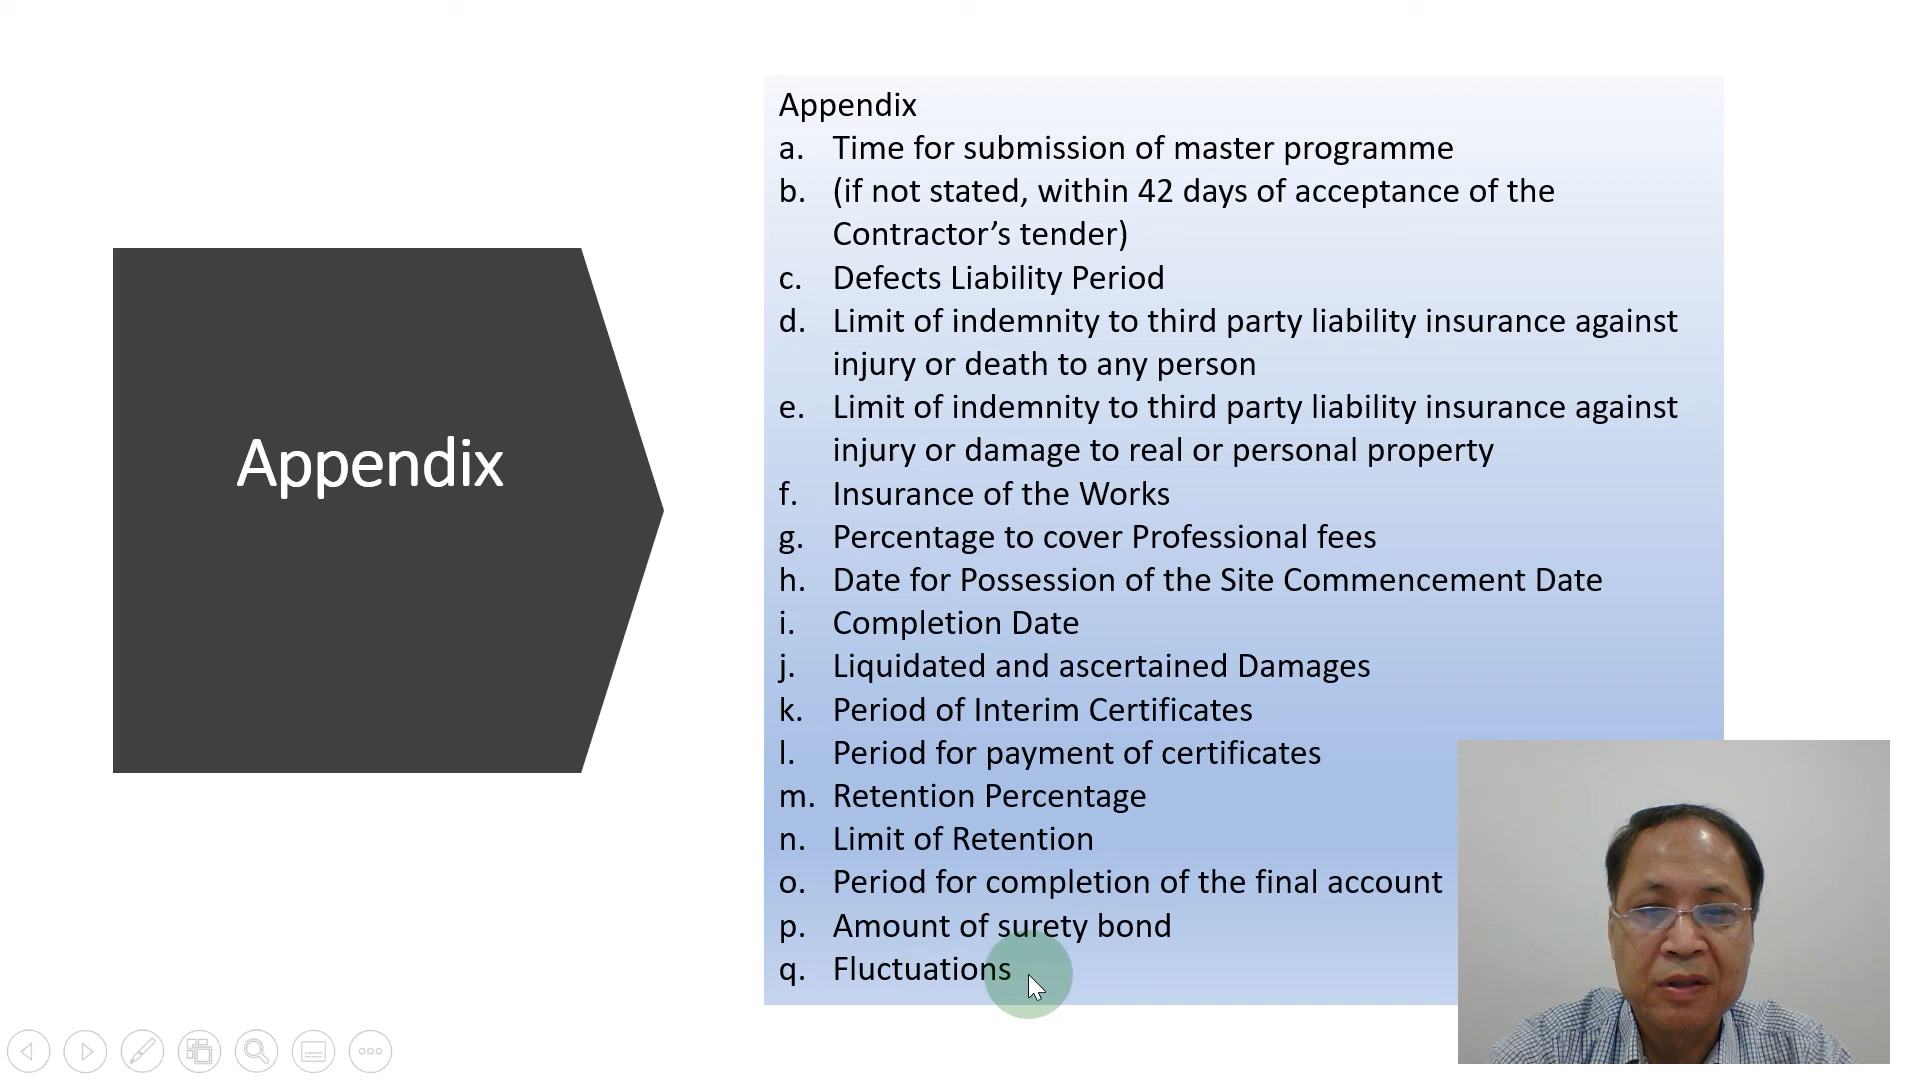 Appendix
Appendix
a. Time for submission of master programme
b. (if not stated, within 42 days of acceptance of the
Contractor’s tender)
c. Defects Liability Period
d. Limit of indemnity to third party liability insurance against
injury or death to any person
e. Limit of indemnity to third party liability insurance against
injury or damage to real or personal property
f. Insurance of the Works
g. Percentage to cover Professional fees
h. Date for Possession of the Site Commencement Date
i. Completion Date
j. Liquidated and ascertained Damages
k. Period of Interim Certificates
l. Period for payment of certificates
m. Retention Percentage
n. Limit of Retention
o. Period for completion of the final account
p. Amount of surety bond
q. Fluctuations